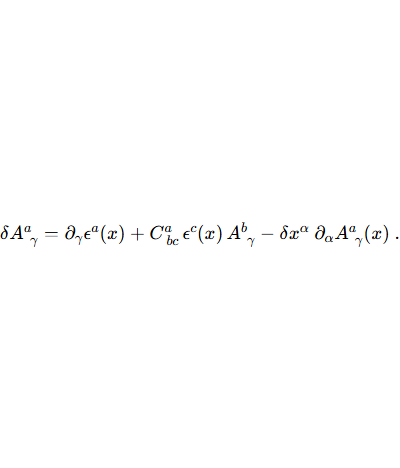 δA^a_γ = ∂_γ ϵ^a(x) + C^a_{bc} ϵ^c(x) A^b_γ − δx^α ∂_α A^a_γ(x) .